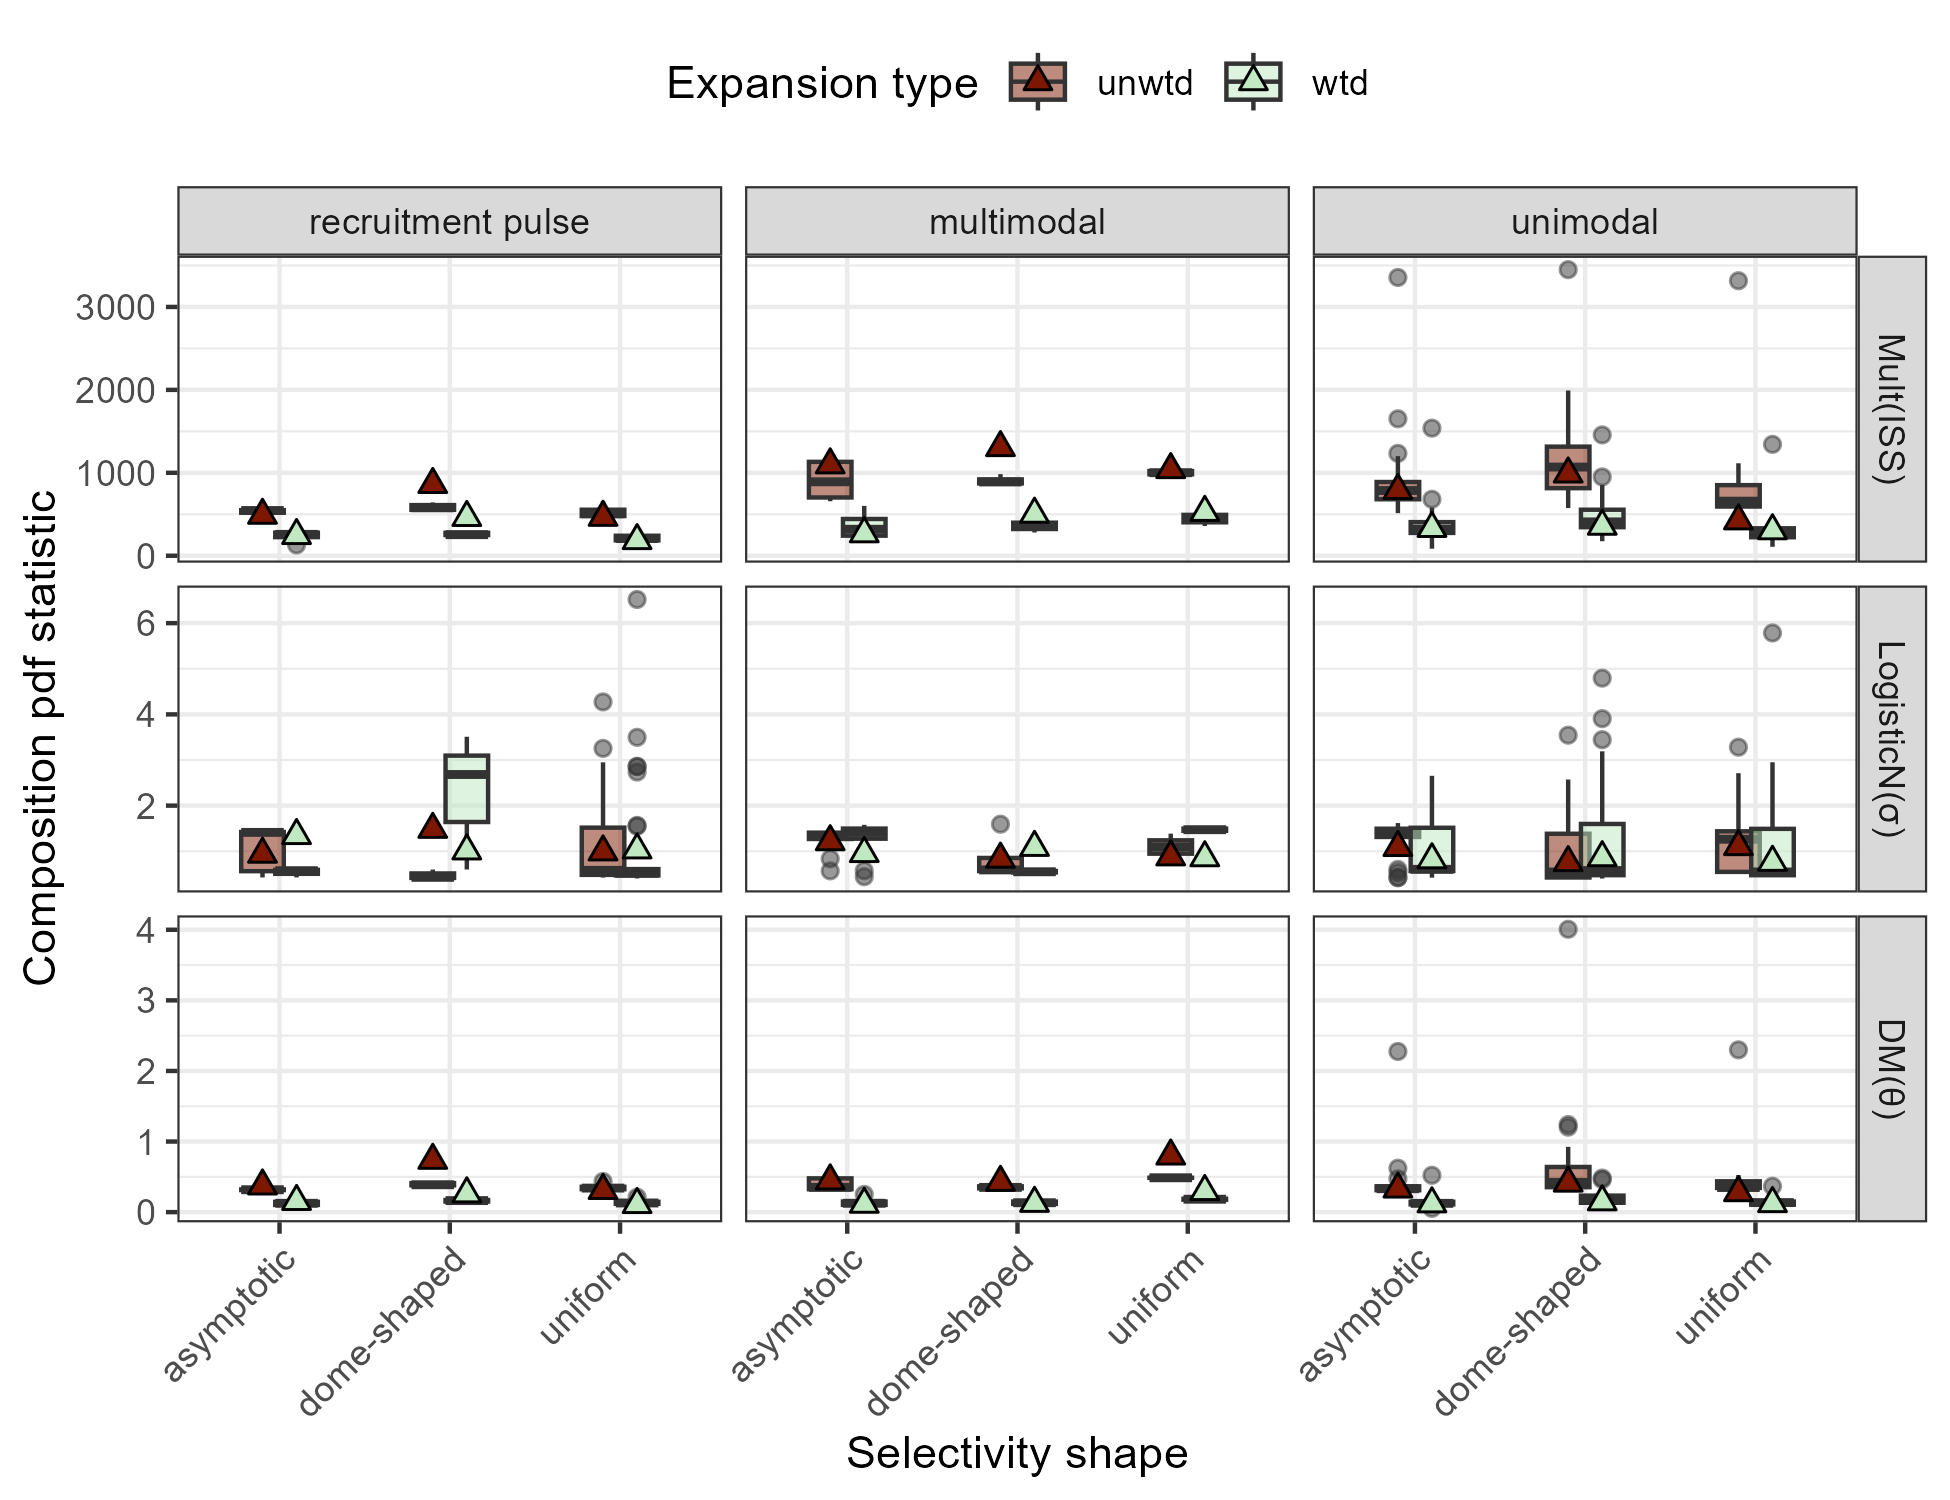 Expansion type unwtd wtd
recruitment pulse multimodal unimodal
3000
2000
1000
0
Mult(ISS)
6
4
2
LogisticN(σ)
4
3
2
1
0
DM(θ)
Composition pdf statistic
asymptotic dome-shaped uniform asymptotic dome-shaped uniform asymptotic dome-shaped uniform
Selectivity shape